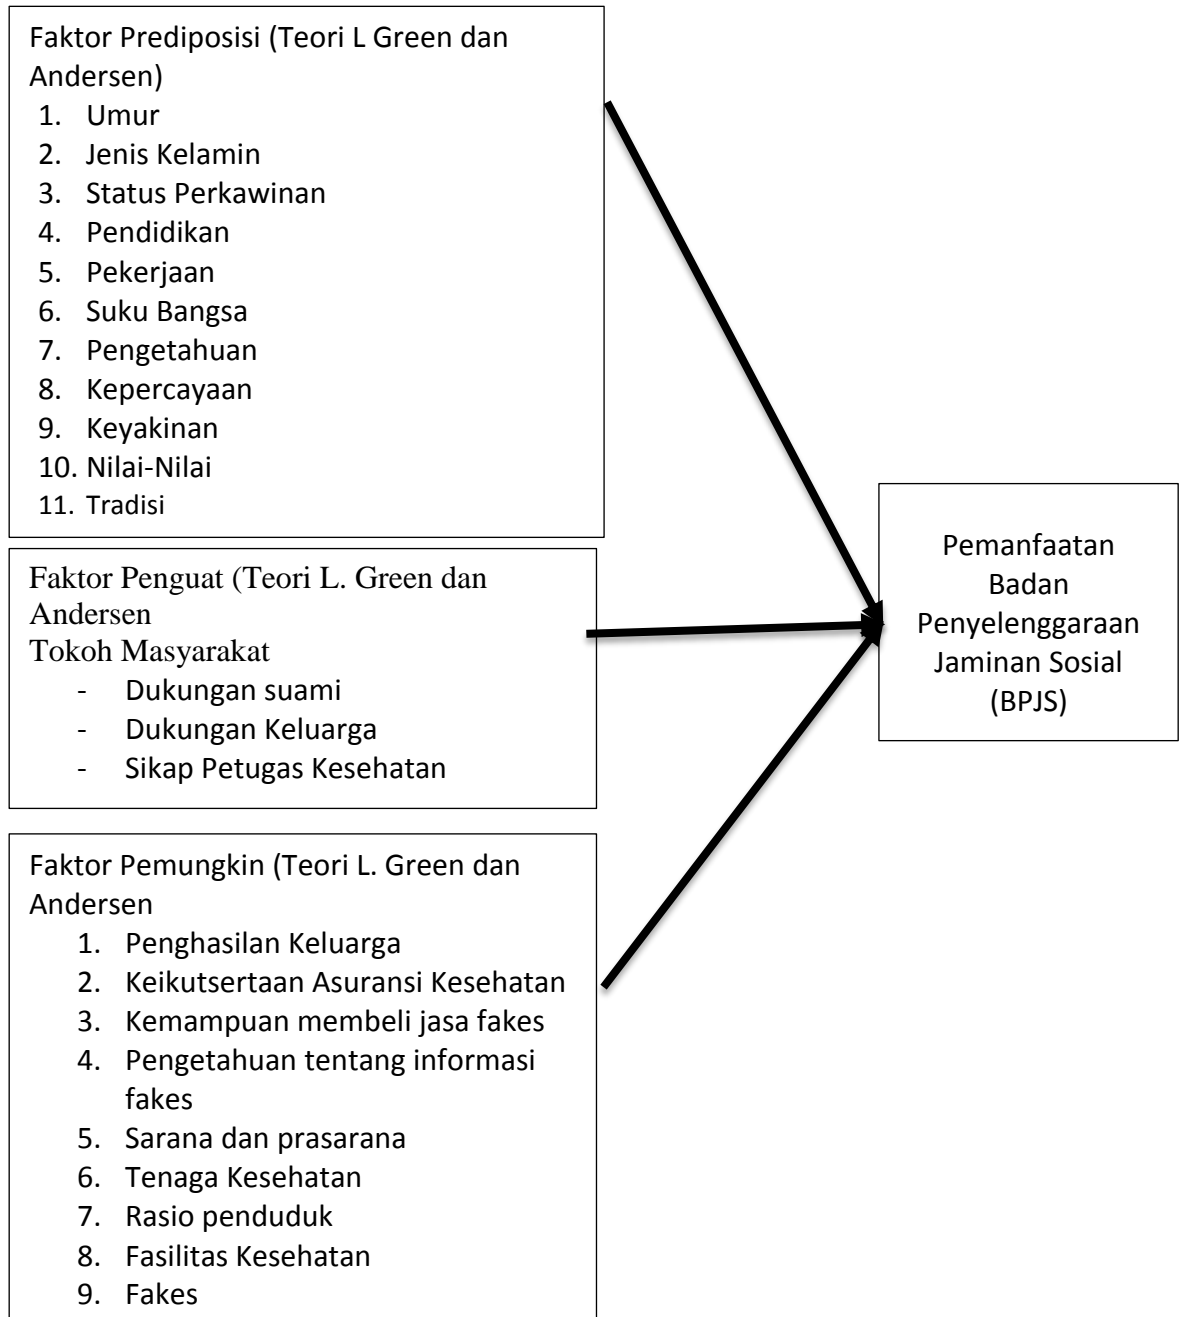 Faktor Prediposisi (Teori L Green dan
Andersen)
1. Umur
2. Jenis Kelamin
3. Status Perkawinan
4. Pendidikan
5. Pekerjaan
6. Suku Bangsa
7. Pengetahuan
8. Kepercayaan
9. Keyakinan
10. Nilai-Nilai
11. Tradisi
Faktor Penguat (Teori L. Green dan
Andersen
Tokoh Masyarakat
- Dukungan suami
- Dukungan Keluarga
- Sikap Petugas Kesehatan
Faktor Pemungkin (Teori L. Green dan
Andersen
1. Penghasilan Keluarga
2. Keikutsertaan Asuransi Kesehatan
3. Kemampuan membeli jasa fakes
4. Pengetahuan tentang informasi
fakes
5. Sarana dan prasarana
6. Tenaga Kesehatan
7. Rasio penduduk
8. Fasilitas Kesehatan
9. Fakes
Pemanfaatan
Badan
Penyelenggaraan
Jaminan Sosial
(BPJS)